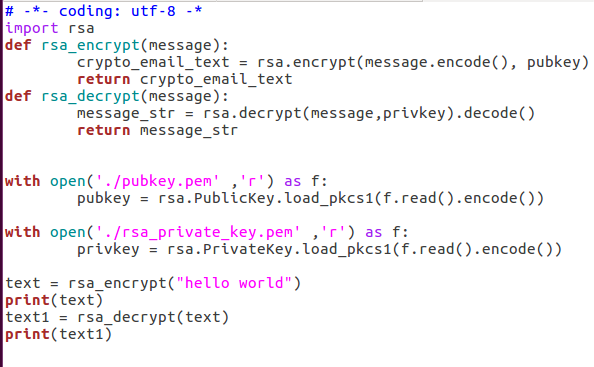 # -*- coding: utf-8 -*
import rsa
def rsa_encrypt(message):
        crypto_email_text = rsa.encrypt(message.encode(), pubkey)
        return crypto_email_text
def rsa_decrypt(message):
        message_str = rsa.decrypt(message,privkey).decode()
        return message_str
with open('./pubkey.pem' ,'r') as f:
        pubkey = rsa.PublicKey.load_pkcs1(f.read().encode())
with open('./rsa_private_key.pem' ,'r') as f:
        privkey = rsa.PrivateKey.load_pkcs1(f.read().encode())
text = rsa_encrypt("hello world")
print(text)
text1 = rsa_decrypt(text)
print(text1)